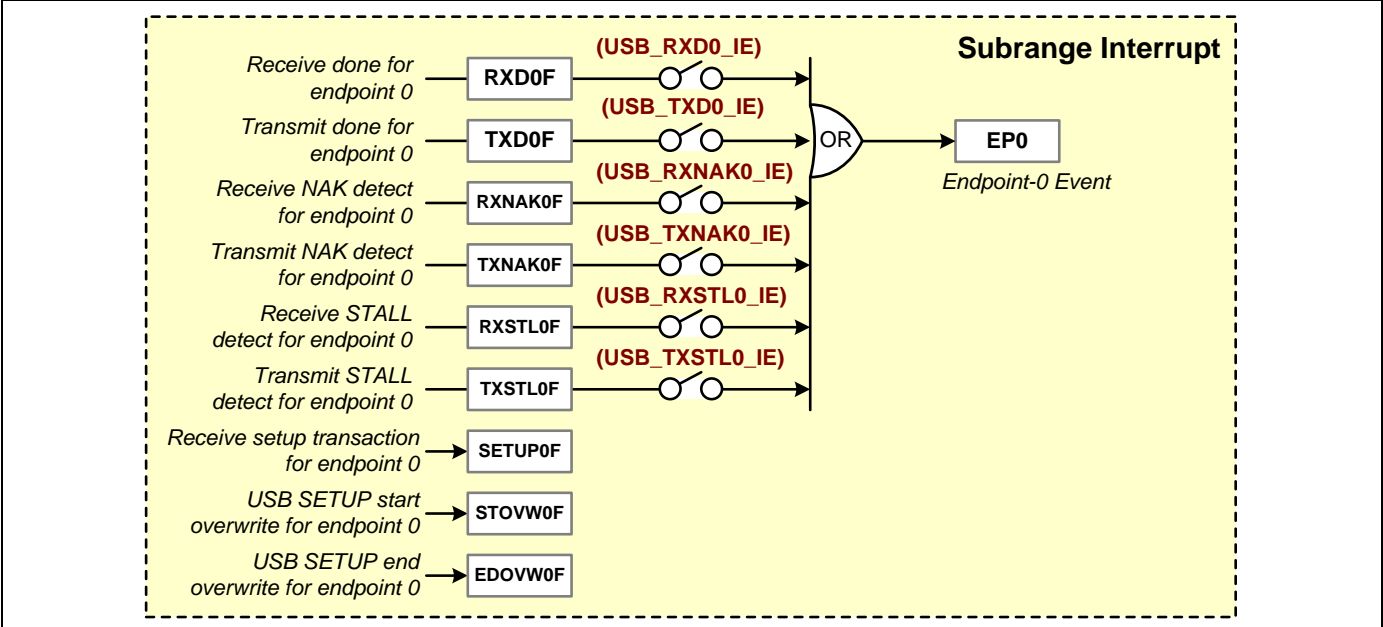 Subrange Interrupt
Receive done for
endpoint 0
RXD0F
(USB_RXD0_IE)
Transmit done for
endpoint 0
TXD0F
(USB_TXD0_IE)
OR
EP0
Endpoint-0 Event
Receive NAK detect
for endpoint 0
RXNAK0F
(USB_RXNAK0_IE)
Transmit NAK detect
for endpoint 0
TXNAK0F
(USB_TXNAK0_IE)
Receive STALL
detect for endpoint 0
RXSTL0F
(USB_RXSTL0_IE)
Transmit STALL
detect for endpoint 0
TXSTL0F
(USB_TXSTL0_IE)
Receive setup transaction
for endpoint 0
SETUP0F
USB SETUP start
overwrite for endpoint 0
STOVW0F
USB SETUP end
overwrite for endpoint 0
EDOVW0F